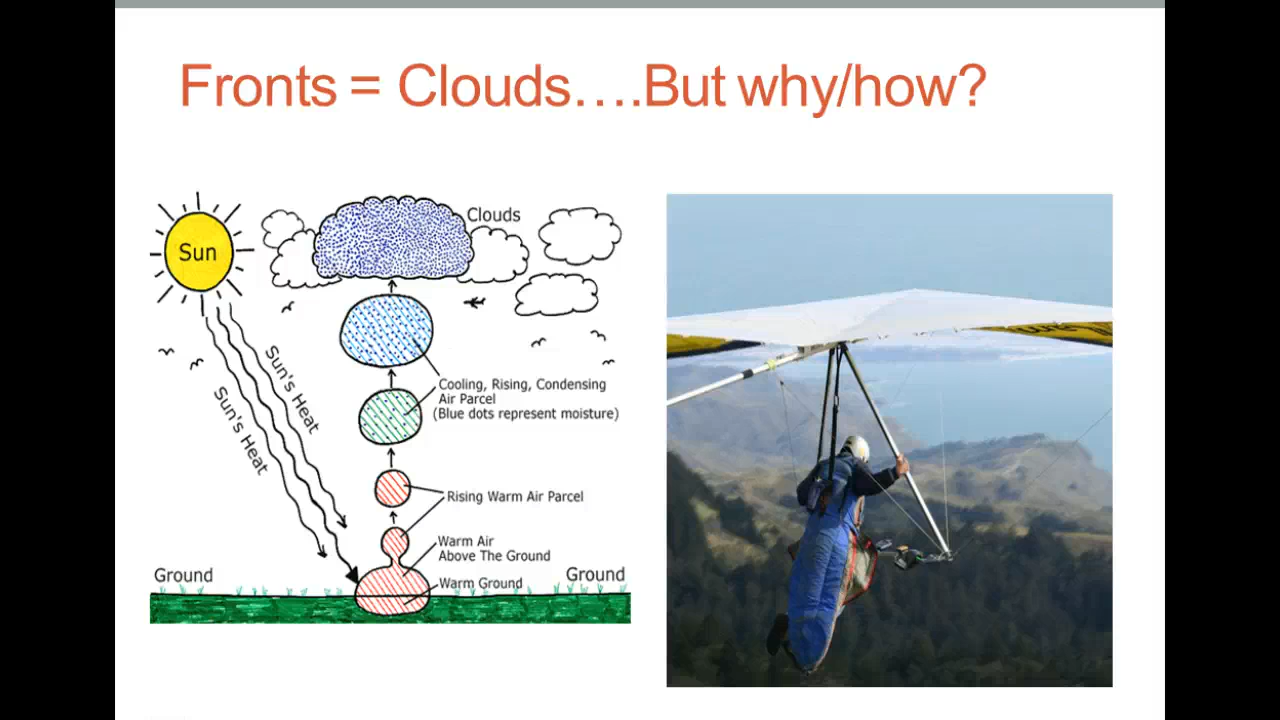 Fronts = Clouds….But why/how?
Sun
Clouds
Sun's Heat
Sun's Heat
Cooling, Rising, Condensing
Air Parcel
(Blue dots represent moisture)
Rising Warm Air Parcel
Warm Air
Above The Ground
Ground
Warm Ground
Ground